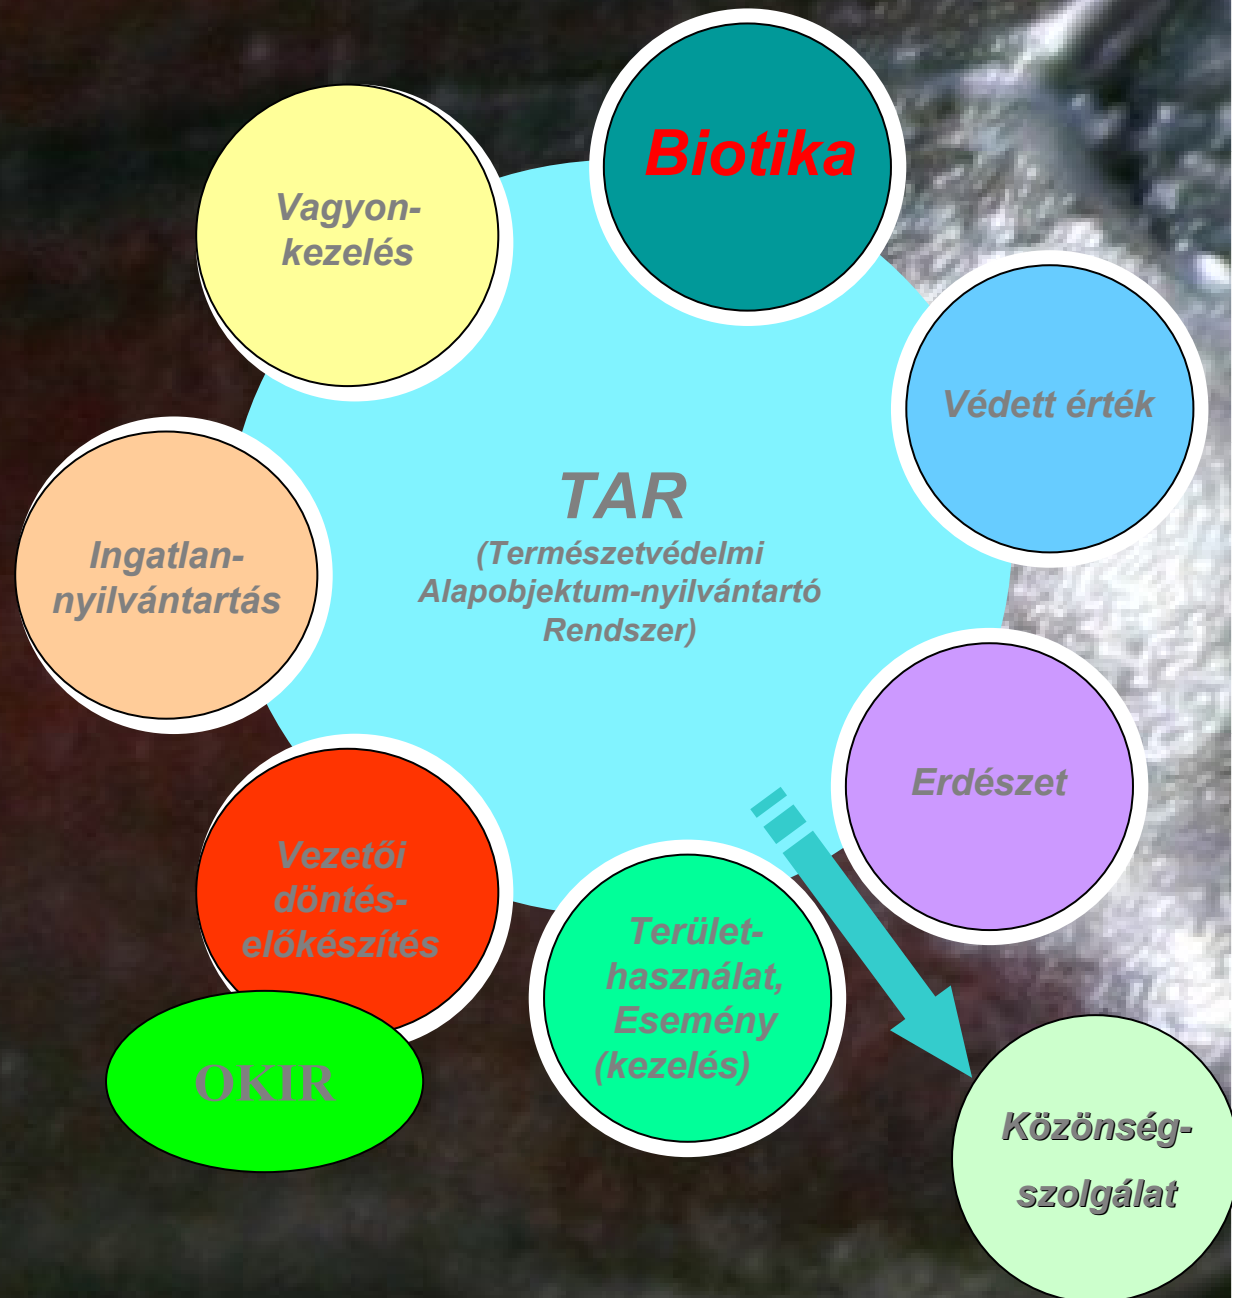 Biotika
Vagyon-
kezelés
Védett érték
TAR
(Természetvédelmi
Alapobjektum-nyilvántartó
Rendszer)
Ingatlan-
nyilvántartás
Erdészet
Vezetői
döntés-
előkészítés
Terület-
használat,
Esemény
(kezelés)
OKIR
Közönség-
szolgálat